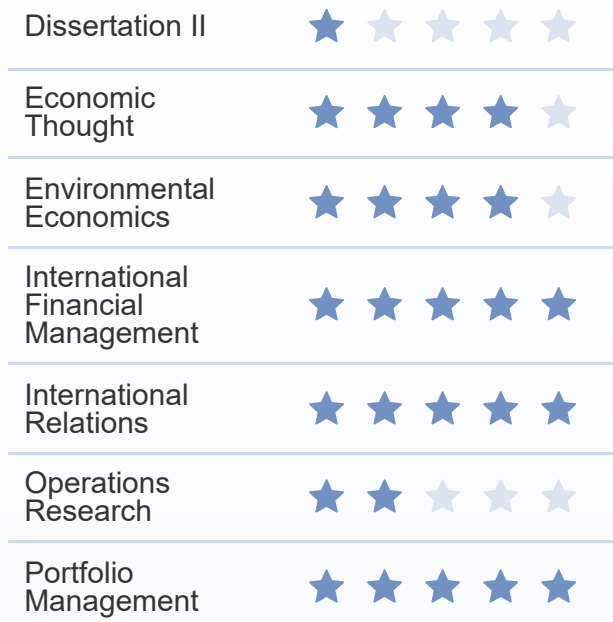 Dissertation II
Economic
Thought
Environmental
Economics
International
Financial
Management
International
Relations
Operations
Research
Portfolio
Management